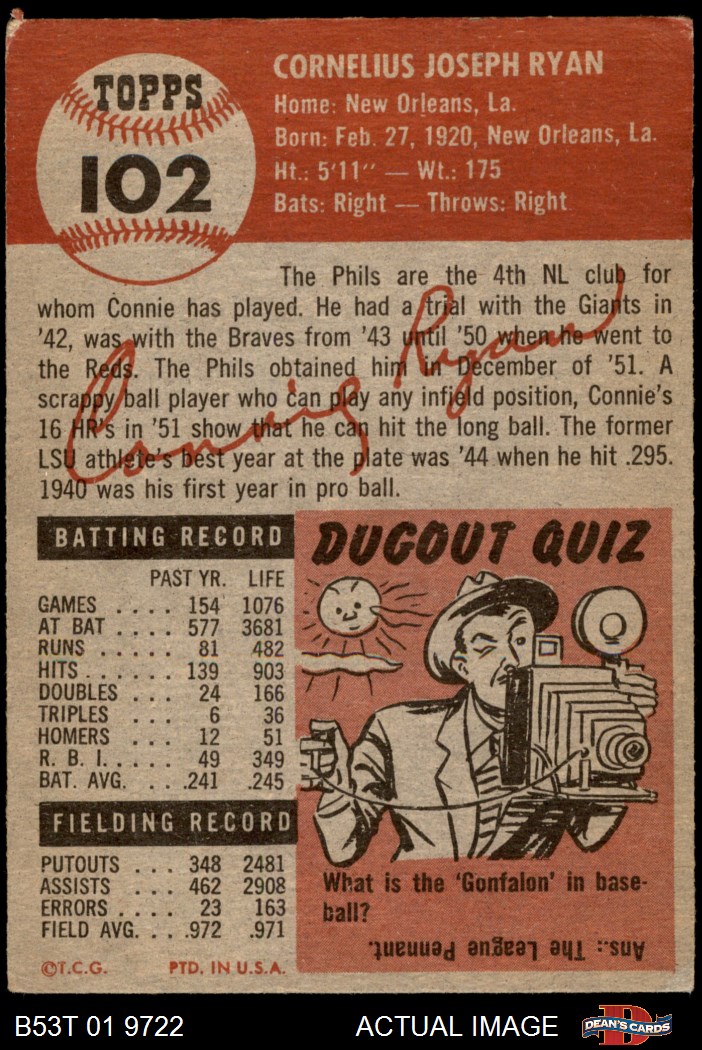 TOPPS
102
CORNELIUS JOSEPH RYAN
Home: New Orleans, La.
Born: Feb. 27, 1920, New Orleans, La.
Ht.: 5'11" — Wt.: 175
Bats: Right — Throws: Right
The Phils are the 4th NL club for
whom Connie has played. He had a trial with the Giants in
'42, was with the Braves from '43 until '50 when he went to
the Reds. The Phils obtained him in December of '51. A
scrappy ball player who can play any infield position, Connie's
16 HR's in '51 show that he can hit the long ball. The former
LSU athlete's best year at the plate was '44 when he hit .295.
1940 was his first year in pro ball.
Connie Ryan
BATTING RECORD
PAST YR. LIFE
GAMES .... 154 1076
AT BAT .... 577 3681
RUNS ..... 81 482
HITS ...... 139 903
DOUBLES ... 24 166
TRIPLES ... 6 36
HOMERS ... 12 51
R. B. I. .... 49 349
BAT. AVG. ... .241 .245
FIELDING RECORD
PUTOUTS ... 348 2481
ASSISTS .... 462 2908
ERRORS .... 23 163
FIELD AVG. ... .972 .971
©T.C.G. PTD. IN U.S.A.
DUGOUT QUIZ
What is the 'Gonfalon' in base-
ball?
Ans.: The League Pennant.
B53T 01 9722
ACTUAL IMAGE
D
DEAN'S CARDS